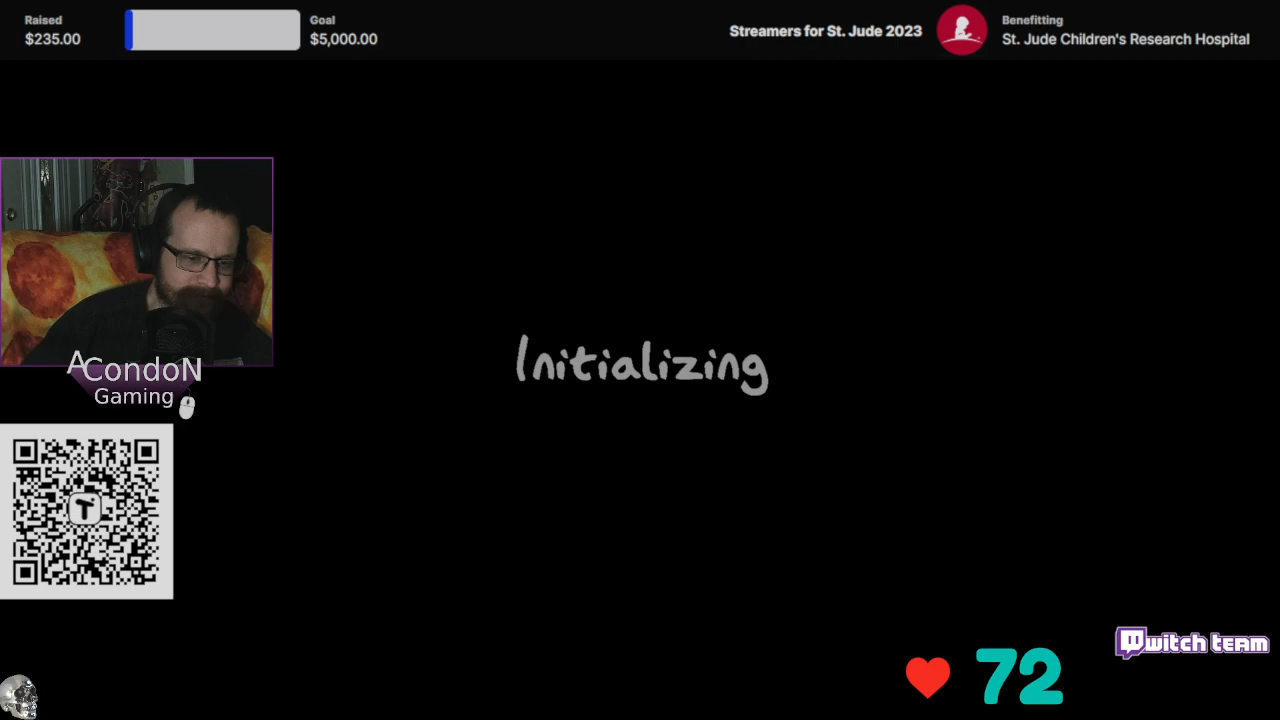 Raised
$235.00
Goal
$5,000.00
Streamers for St. Jude 2023
Benefitting
St. Jude Children's Research Hospital
ACondoN
Gaming
T
Initializing
72
twitch team